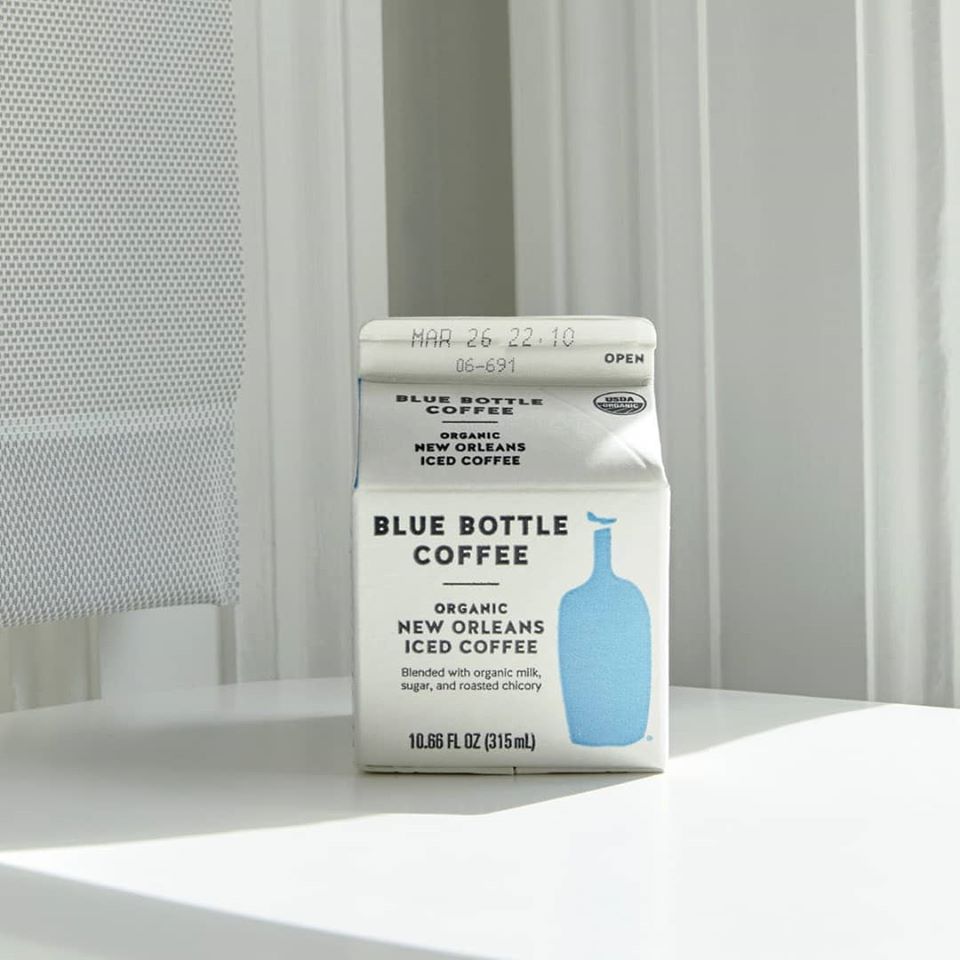 MAR 26 22:10
06-691
OPEN
BLUE BOTTLE
COFFEE
USDA
ORGANIC
ORGANIC
NEW ORLEANS
ICED COFFEE
BLUE BOTTLE
COFFEE
ORGANIC
NEW ORLEANS
ICED COFFEE
Blended with organic milk,
sugar, and roasted chicory
10.66 FL OZ (315 mL)
®